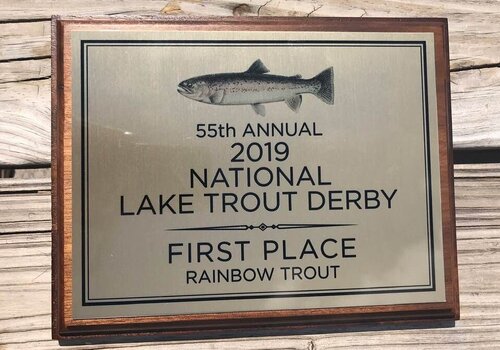 55th ANNUAL
2019
NATIONAL
LAKE TROUT DERBY
FIRST PLACE
RAINBOW TROUT